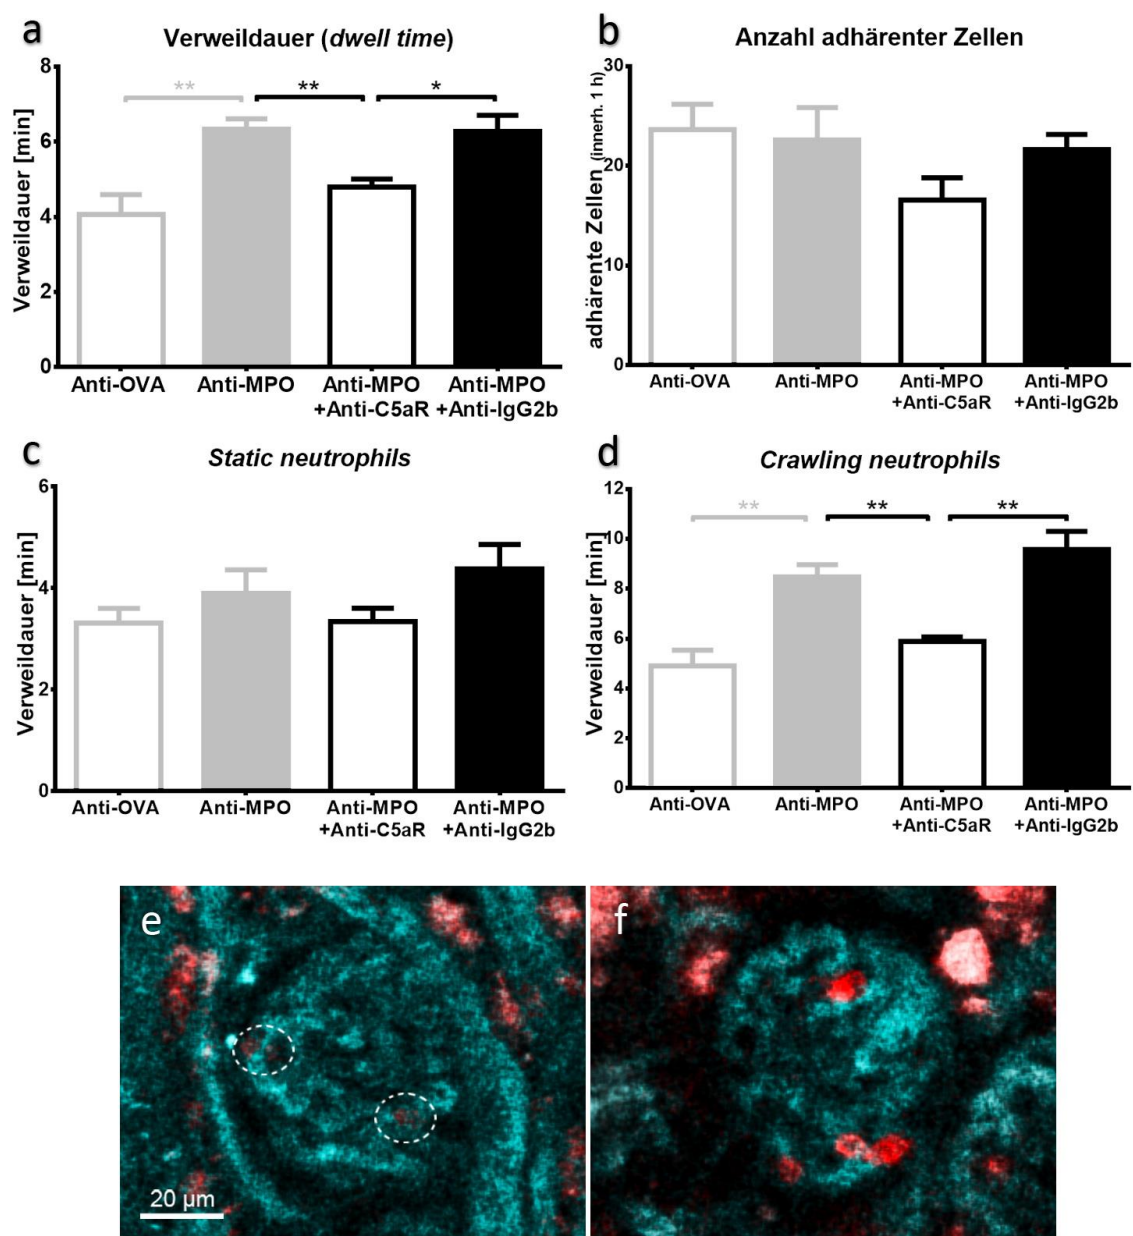 a
Verweildauer (dwell time)
Verweildauer [min]
8
6
4
2
0
**
**
*
Anti-OVA
Anti-MPO
Anti-MPO
+Anti-C5aR
Anti-MPO
+Anti-IgG2b
b
Anzahl adhärenter Zellen
adhärente Zellen (innerh. 1 h)
30
20
10
0
Anti-OVA
Anti-MPO
Anti-MPO
+Anti-C5aR
Anti-MPO
+Anti-IgG2b
c
Static neutrophils
Verweildauer [min]
6
4
2
0
Anti-OVA
Anti-MPO
Anti-MPO
+Anti-C5aR
Anti-MPO
+Anti-IgG2b
d
Crawling neutrophils
Verweildauer [min]
12
10
8
6
4
2
0
**
**
**
Anti-OVA
Anti-MPO
Anti-MPO
+Anti-C5aR
Anti-MPO
+Anti-IgG2b
e
20 µm
f